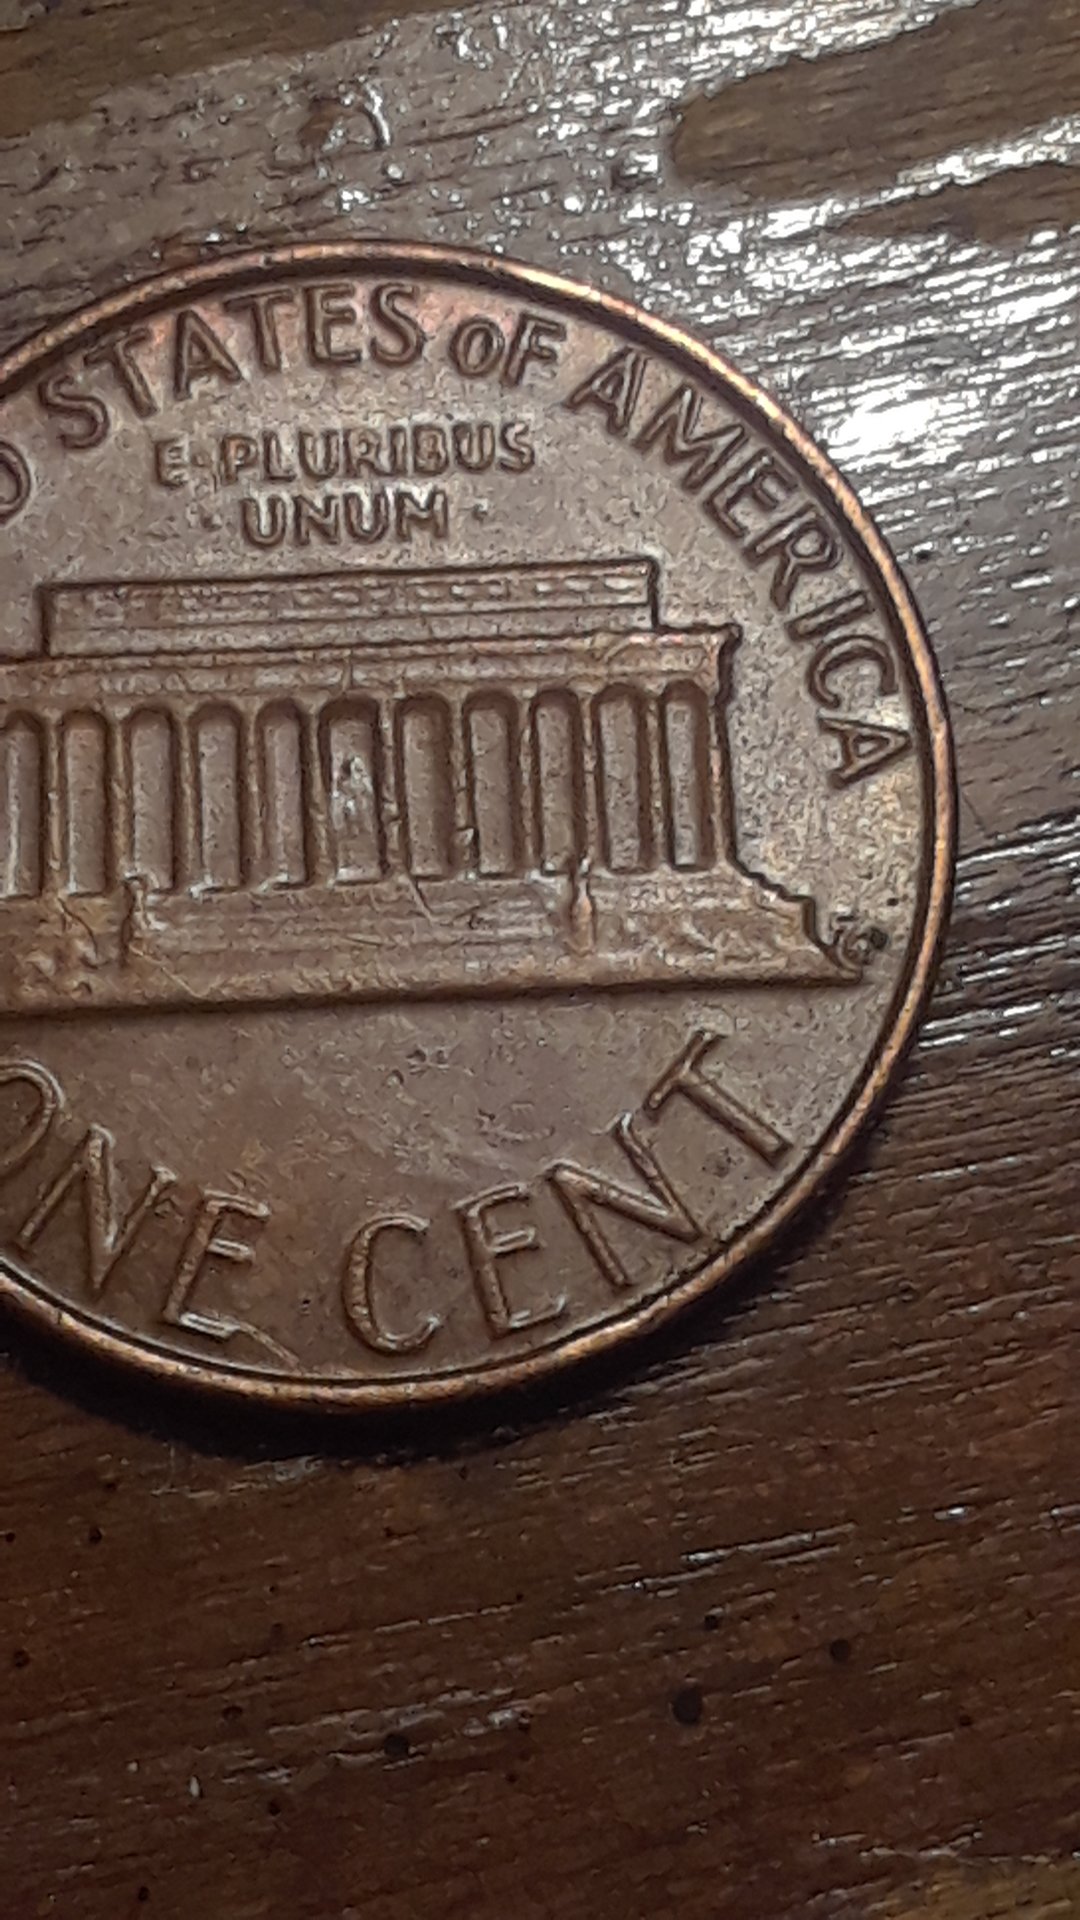 D STATES OF AMERICA
E PLURIBUS
UNUM
ONE CENT